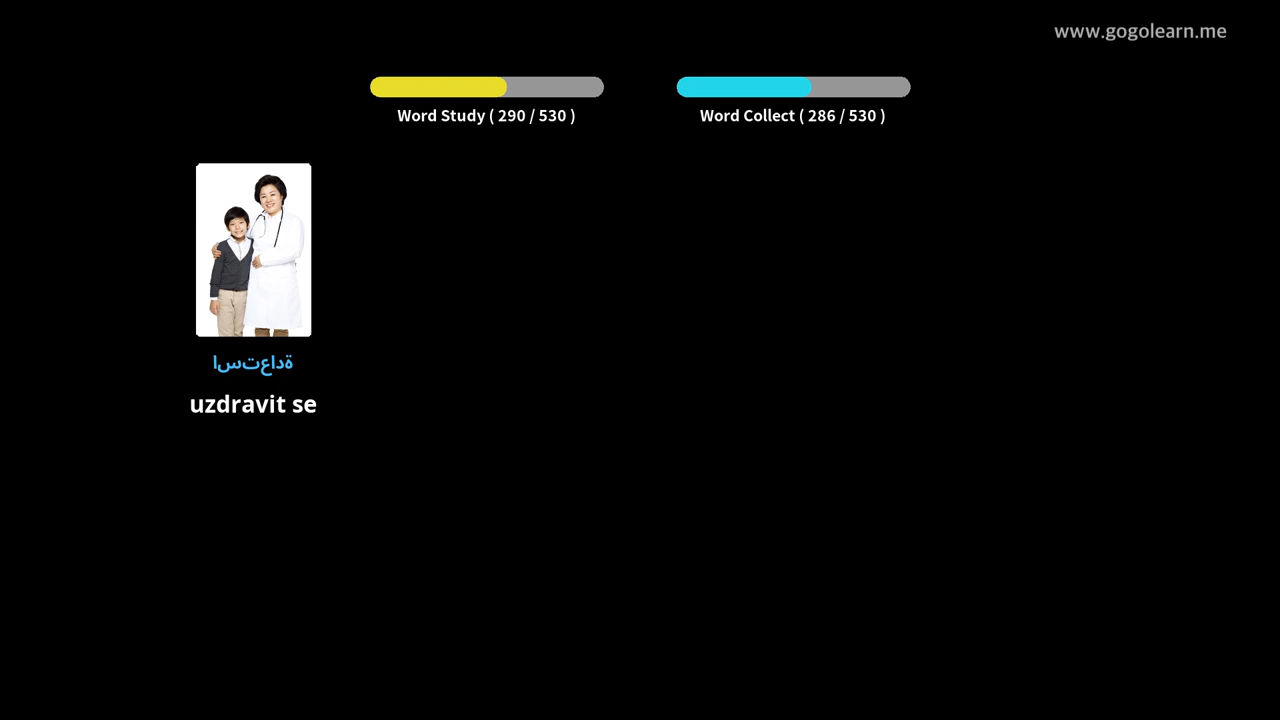 www.gogolearn.me
Word Study ( 290 / 530 )
Word Collect ( 286 / 530 )
استعادة
uzdravit se